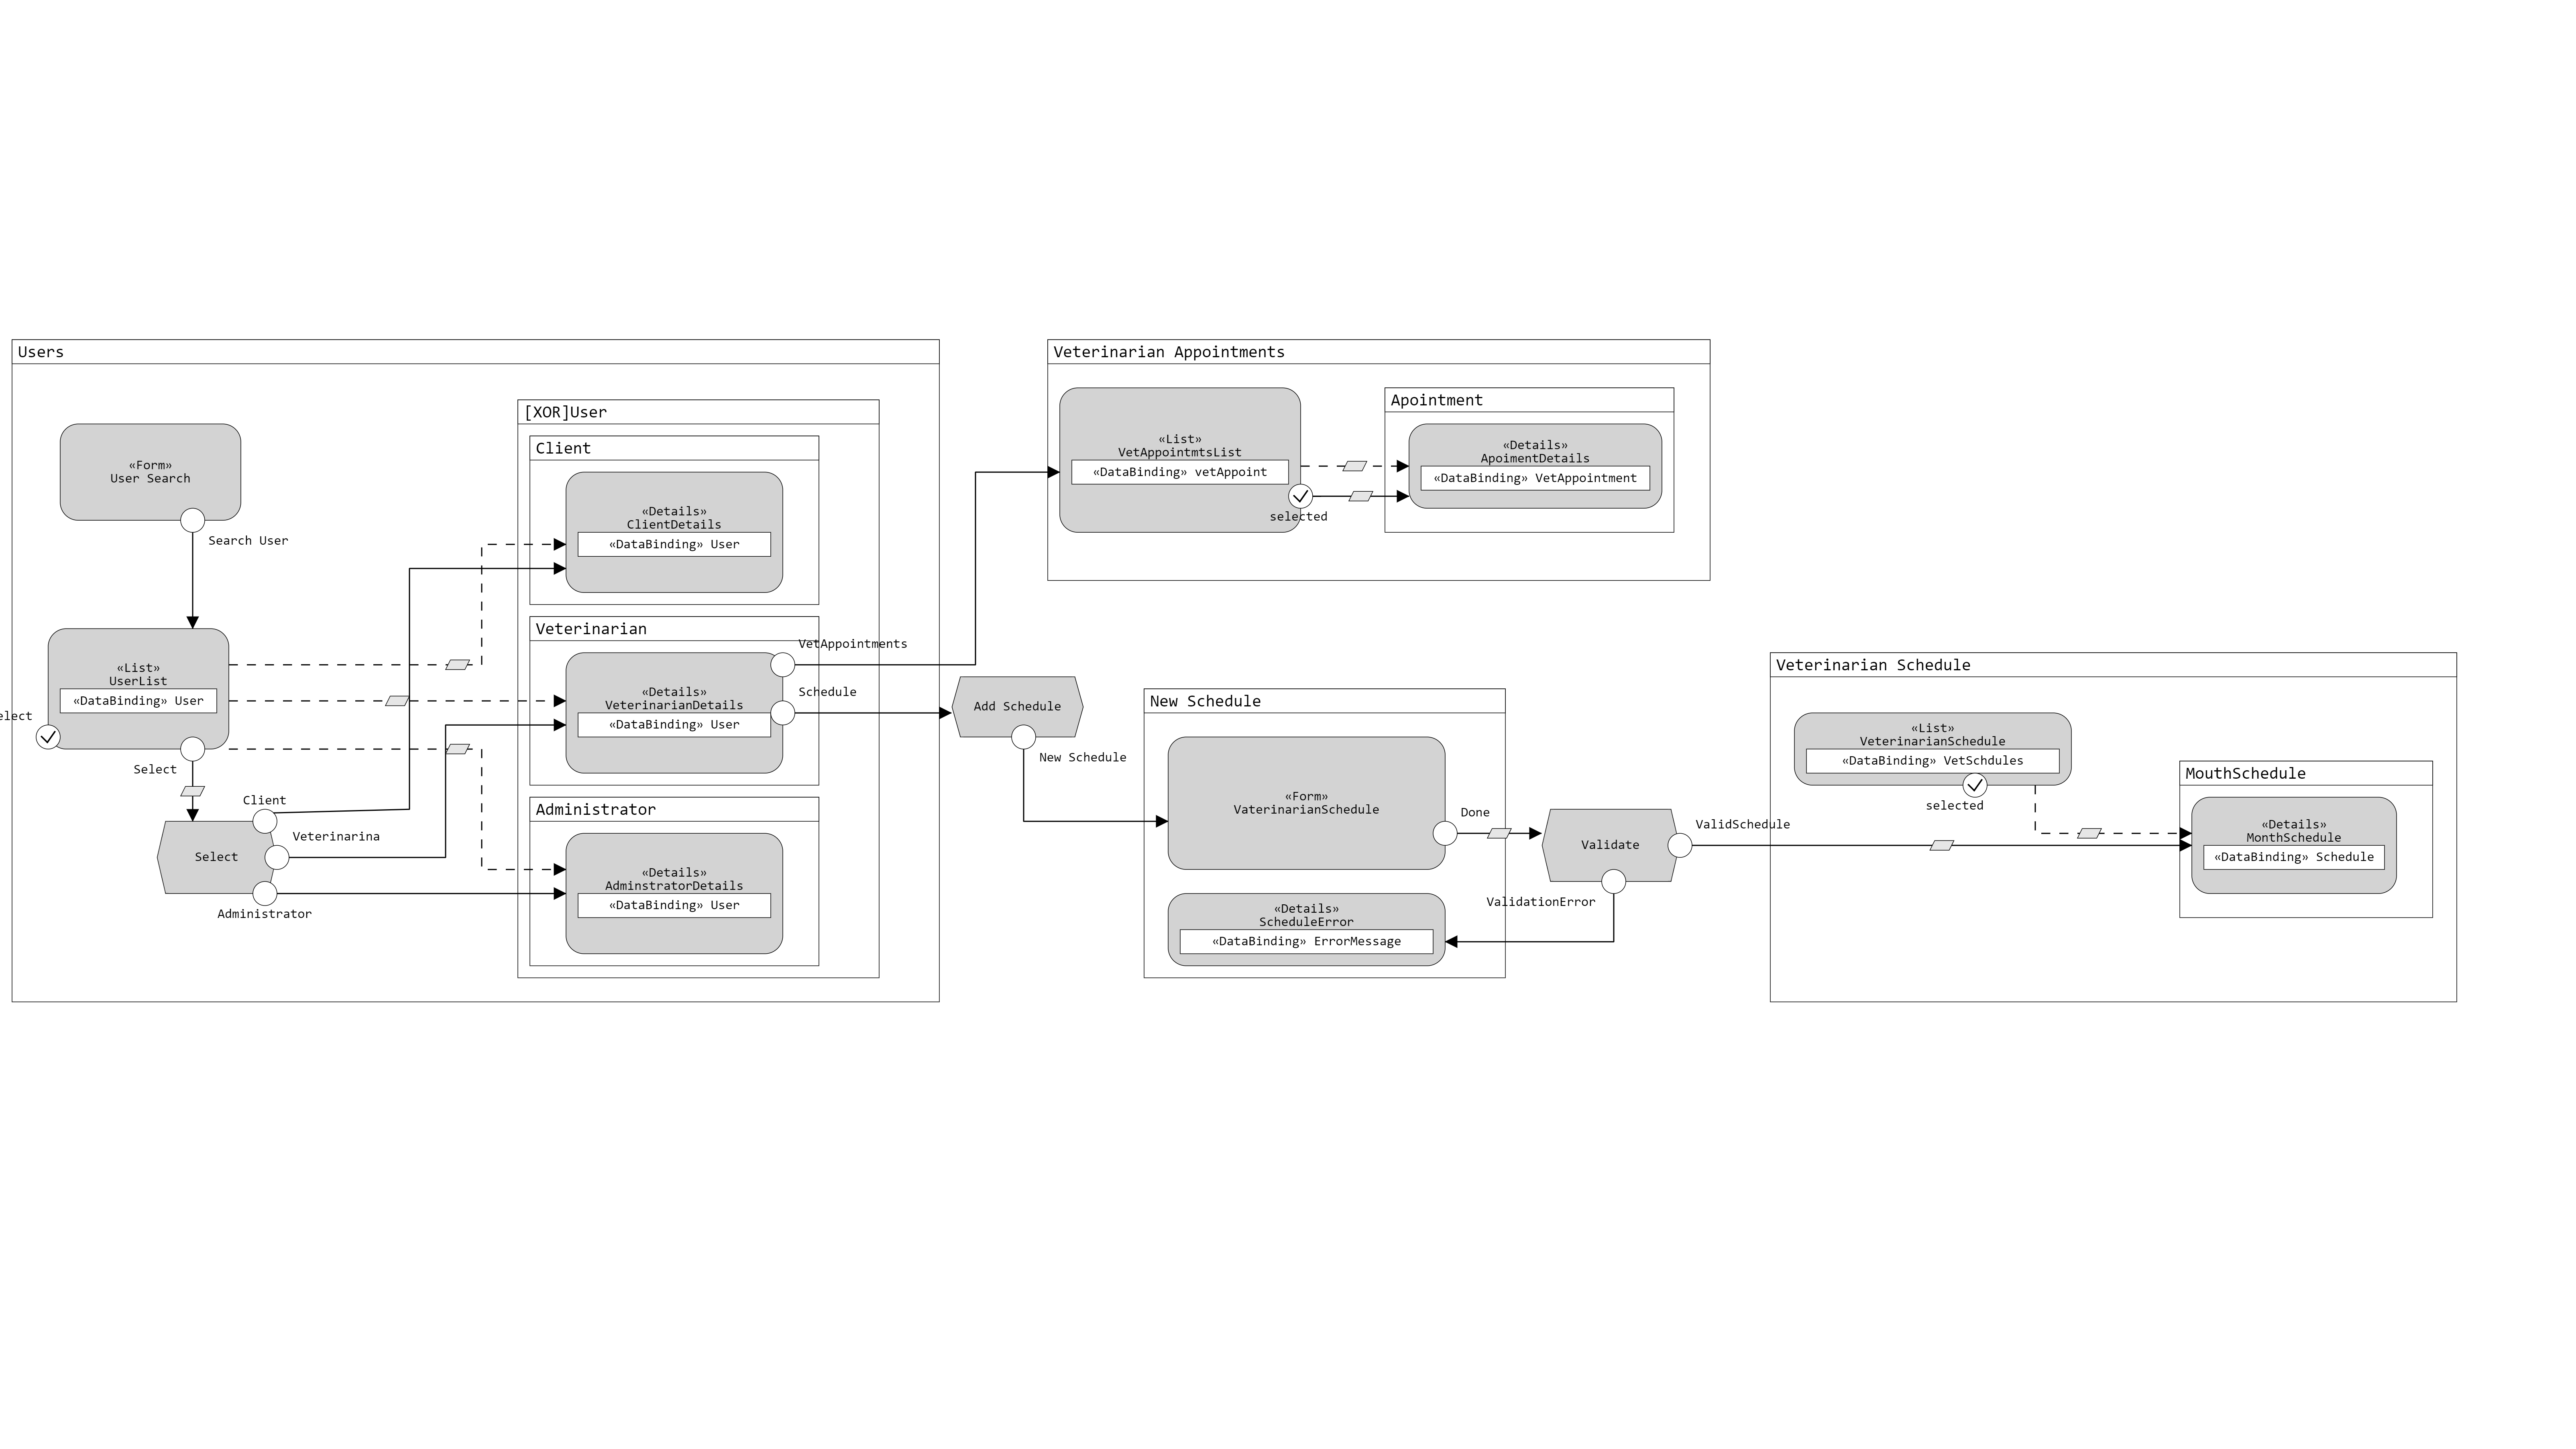 Users
«Form»
User Search
Search User
«List»
UserList
«DataBinding» User
elect
Select
Select
Client
Veterinarina
Administrator
[XOR]User
Client
«Details»
ClientDetails
«DataBinding» User
Veterinarian
«Details»
VeterinarianDetails
«DataBinding» User
VetAppointments
Schedule
Administrator
«Details»
AdminstratorDetails
«DataBinding» User
Veterinarian Appointments
«List»
VetAppointmtsList
«DataBinding» vetAppoint
selected
Apointment
«Details»
ApoimentDetails
«DataBinding» VetAppointment
Add Schedule
New Schedule
New Schedule
«Form»
VaterinarianSchedule
Done
«Details»
ScheduleError
«DataBinding» ErrorMessage
Validate
ValidSchedule
ValidationError
Veterinarian Schedule
«List»
VeterinarianSchedule
«DataBinding» VetSchdules
selected
MouthSchedule
«Details»
MonthSchedule
«DataBinding» Schedule